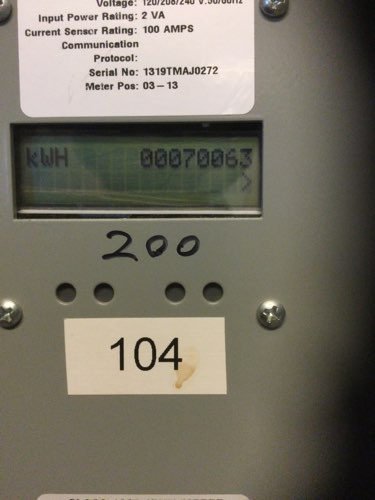 Voltage: 120/208/240 V.50/60Hz
Input Power Rating: 2 VA
Current Sensor Rating: 100 AMPS
Communication
Protocol:
Serial No: 1319TMAJ0272
Meter Pos: 03-13
kWH 00070063
>
200
104